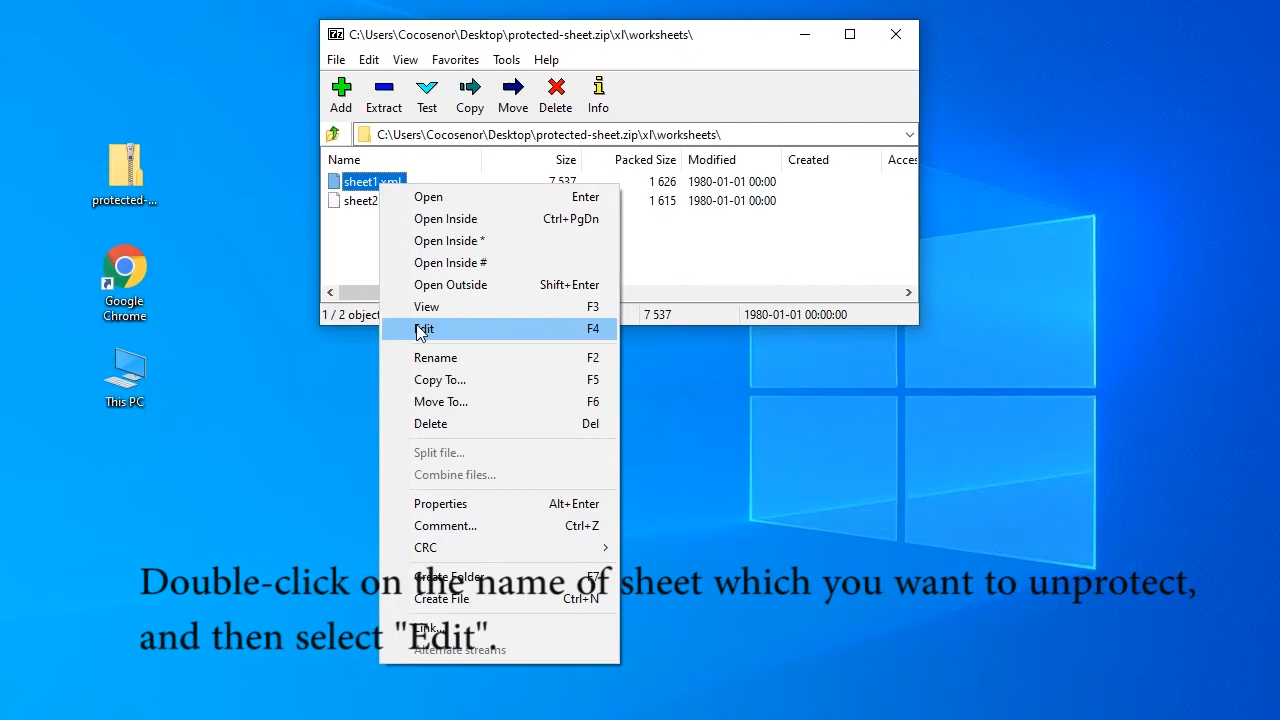 C:\Users\Cocosenor\Desktop\protected-sheet.zip\xl\worksheets\
File Edit View Favorites Tools Help
Add Extract Test Copy Move Delete Info
C:\Users\Cocosenor\Desktop\protected-sheet.zip\xl\worksheets\
Name Size Packed Size Modified Created Acces
sheet1.xml 7 537 1 626 1980-01-01 00:00
sheet2 1 615 1980-01-01 00:00
1 / 2 object 7 537 1980-01-01 00:00:00
Open Enter
Open Inside Ctrl+PgDn
Open Inside *
Open Inside #
Open Outside Shift+Enter
View F3
Edit F4
Rename F2
Copy To... F5
Move To... F6
Delete Del
Split file...
Combine files...
Properties Alt+Enter
Comment... Ctrl+Z
CRC
Create Folder F7
Create File Ctrl+N
Link...
Alternate streams
protected-...
Google
Chrome
This PC
Double-click on the name of sheet which you want to unprotect,
and then select "Edit".